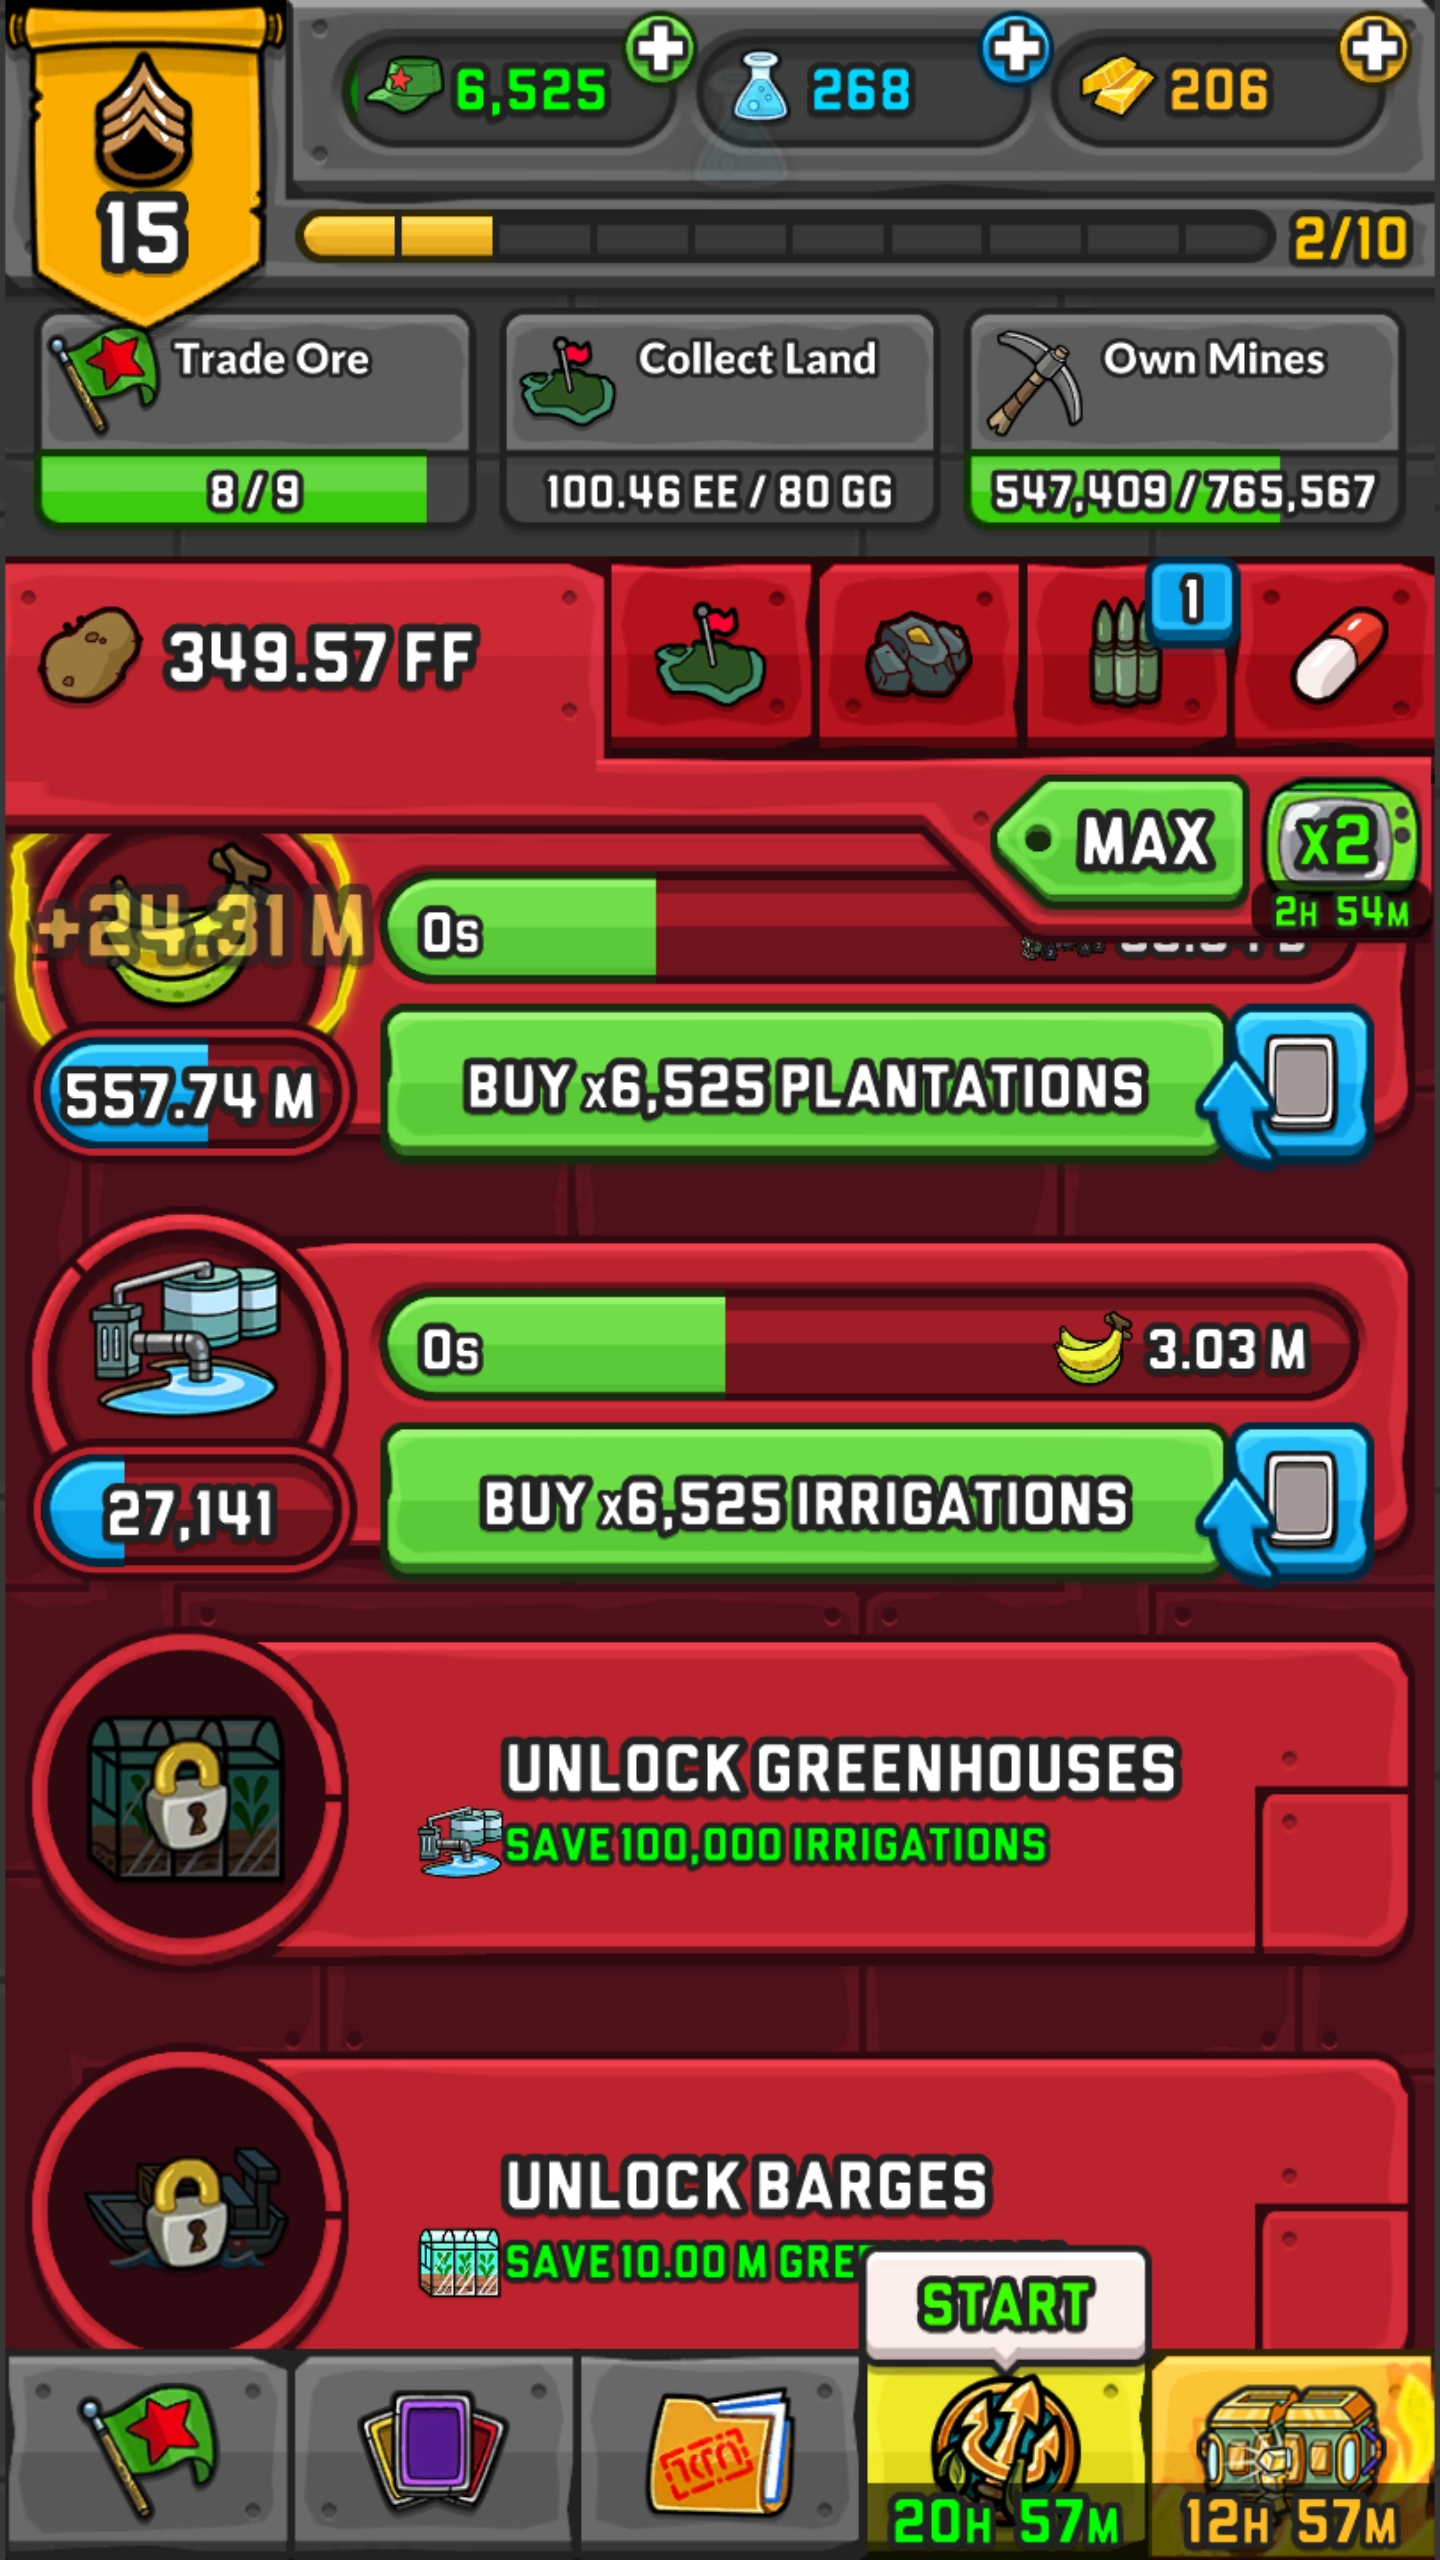 15
6,525
268
206
2/10
Trade Ore
8/9
Collect Land
100.46 EE / 80 GG
Own Mines
547,409 / 765,567
349.57 FF
1
MAX
x2
2H 54M
+24.31 M
0s
557.74 M
BUY x6,525 PLANTATIONS
0s
3.03 M
27,141
BUY x6,525 IRRIGATIONS
UNLOCK GREENHOUSES
SAVE 100,000 IRRIGATIONS
UNLOCK BARGES
SAVE 10.00 M
START
20H 57M
12H 57M